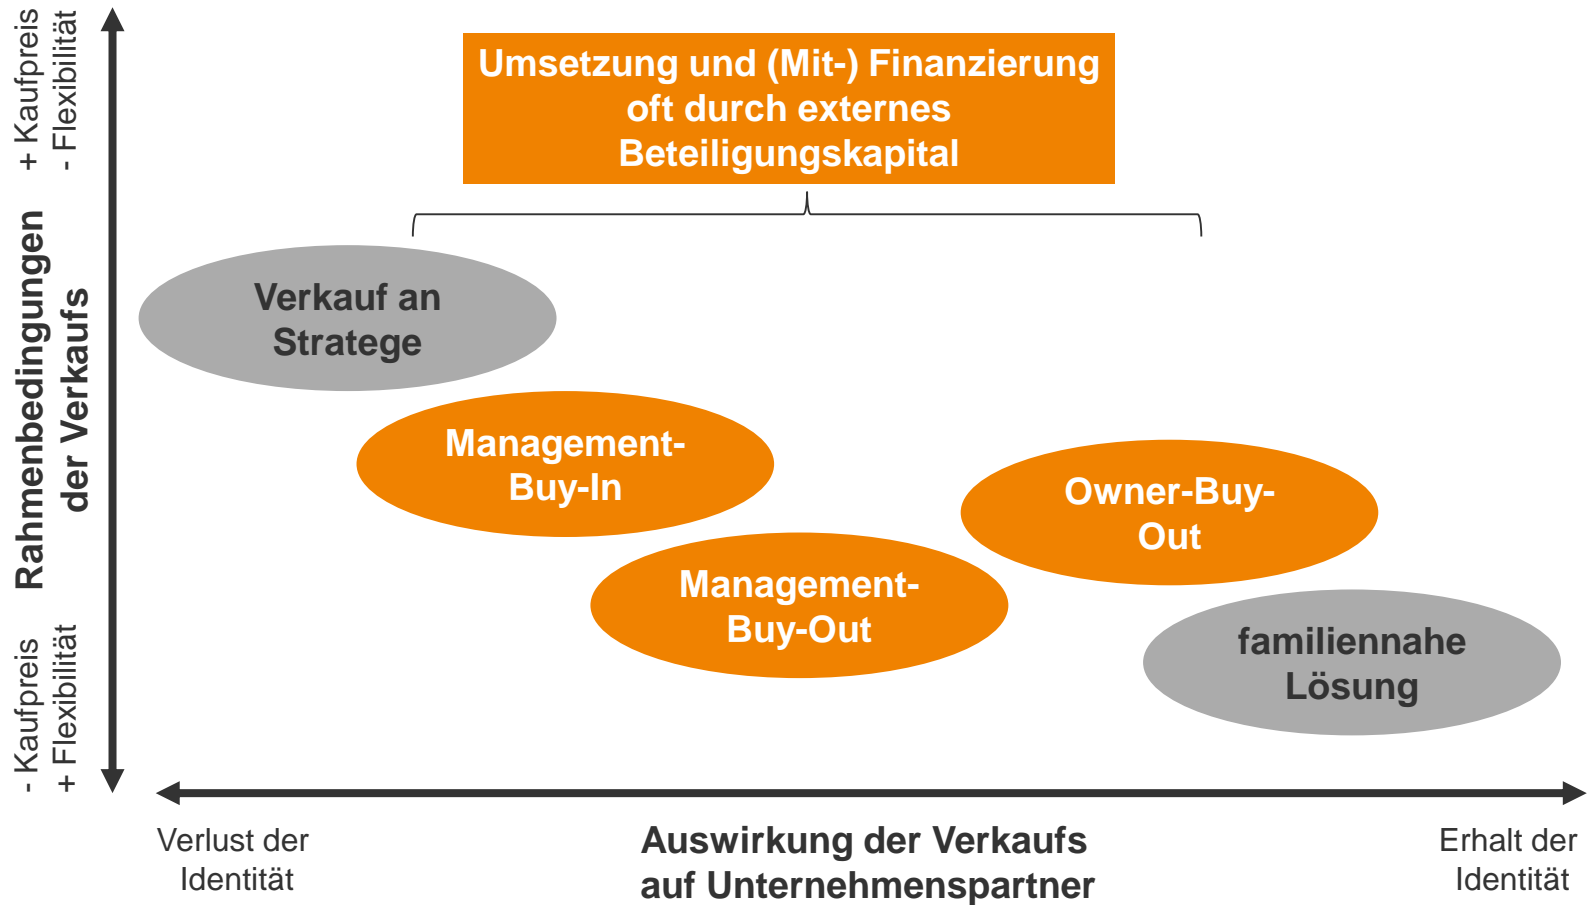 + Kaufpreis
- Flexibilität
Umsetzung und (Mit-) Finanzierung
oft durch externes
Beteiligungskapital
Rahmenbedingungen
der Verkaufs
Verkauf an
Stratege
Management-
Buy-In
Owner-Buy-
Out
Management-
Buy-Out
familiennahe
Lösung
- Kaufpreis
+ Flexibilität
Verlust der
Identität
Auswirkung der Verkaufs
auf Unternehmenspartner
Erhalt der
Identität